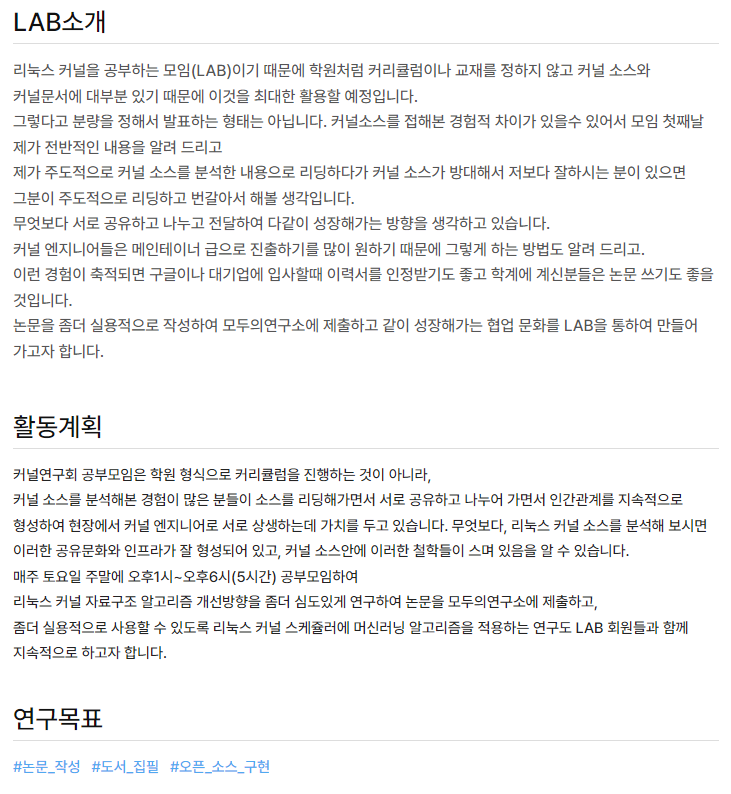 LAB소개
리눅스 커널을 공부하는 모임(LAB)이기 때문에 학원처럼 커리큘럼이나 교재를 정하지 않고 커널 소스와
커널문서에 대부분 있기 때문에 이것을 최대한 활용할 예정입니다.
그렇다고 분량을 정해서 발표하는 형태는 아닙니다. 커널소스를 접해본 경험적 차이가 있을수 있어서 모임 첫째날
제가 전반적인 내용을 알려 드리고
제가 주도적으로 커널 소스를 분석한 내용으로 리딩하다가 커널 소스가 방대해서 저보다 잘하시는 분이 있으면
그분이 주도적으로 리딩하고 번갈아서 해볼 생각입니다.
무엇보다 서로 공유하고 나누고 전달하여 다같이 성장해가는 방향을 생각하고 있습니다.
커널 엔지니어들은 메인테이너 급으로 진출하기를 많이 원하기 때문에 그렇게 하는 방법도 알려 드리고.
이런 경험이 축적되면 구글이나 대기업에 입사할때 이력서를 인정받기도 좋고 학계에 계신분들은 논문 쓰기도 좋을
것입니다.
논문을 좀더 실용적으로 작성하여 모두의연구소에 제출하고 같이 성장해가는 협업 문화를 LAB을 통하여 만들어
가고자 합니다.
활동계획
커널연구회 공부모임은 학원 형식으로 커리큘럼을 진행하는 것이 아니라,
커널 소스를 분석해본 경험이 많은 분들이 소스를 리딩해가면서 서로 공유하고 나누어 가면서 인간관계를 지속적으로
형성하여 현장에서 커널 엔지니어로 서로 상생하는데 가치를 두고 있습니다. 무엇보다, 리눅스 커널 소스를 분석해 보시면
이러한 공유문화와 인프라가 잘 형성되어 있고, 커널 소스안에 이러한 철학들이 스며 있음을 알 수 있습니다.
매주 토요일 주말에 오후1시~오후6시(5시간) 공부모임하여
리눅스 커널 자료구조 알고리즘 개선방향을 좀더 심도있게 연구하여 논문을 모두의연구소에 제출하고,
좀더 실용적으로 사용할 수 있도록 리눅스 커널 스케쥴러에 머신러닝 알고리즘을 적용하는 연구도 LAB 회원들과 함께
지속적으로 하고자 합니다.
연구목표
#논문_작성 #도서_집필 #오픈_소스_구현